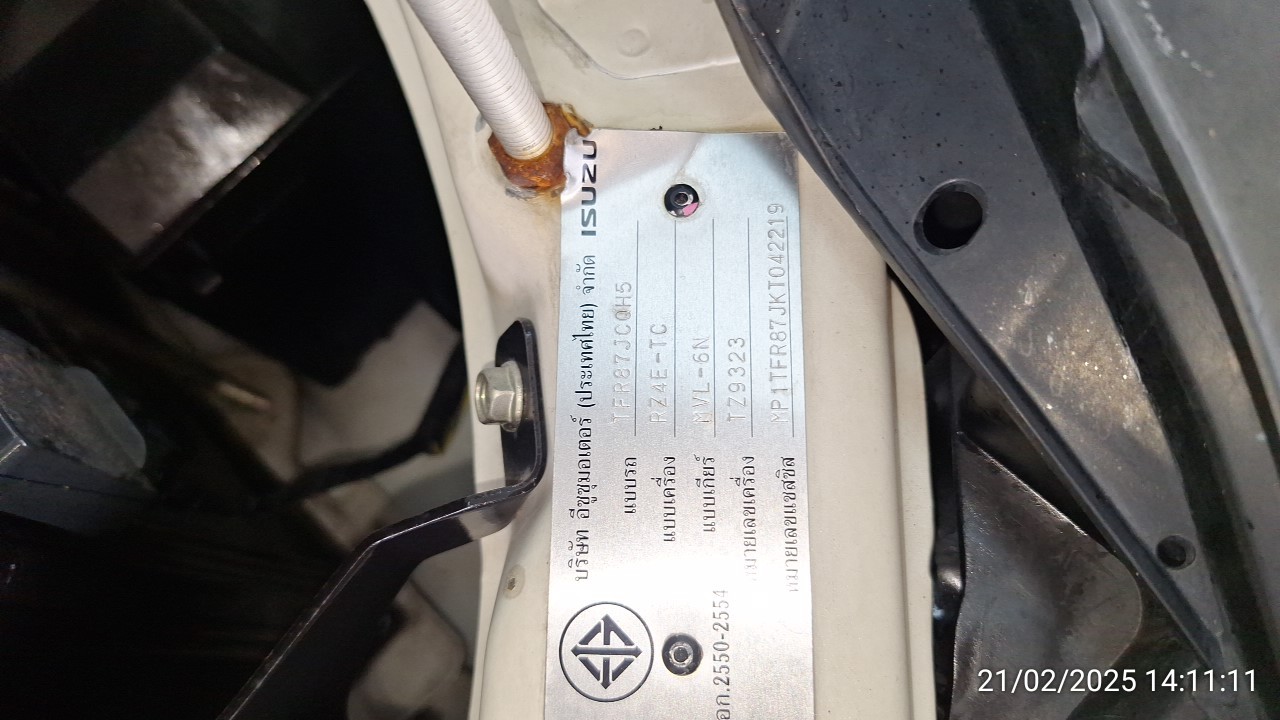 บริษัท อีซูซุมอเตอร์ (ประเทศไทย) จำกัด ISUZU
แบบรถ TFR87JCQH5
แบบเครื่อง RZ4E-TC
แบบเกียร์ MVL-6N
หมายเลขเครื่อง TZ9323
หมายเลขแชสซิส MP1TFR87JKT042219
อก.2550-2554
21/02/2025 14:11:11